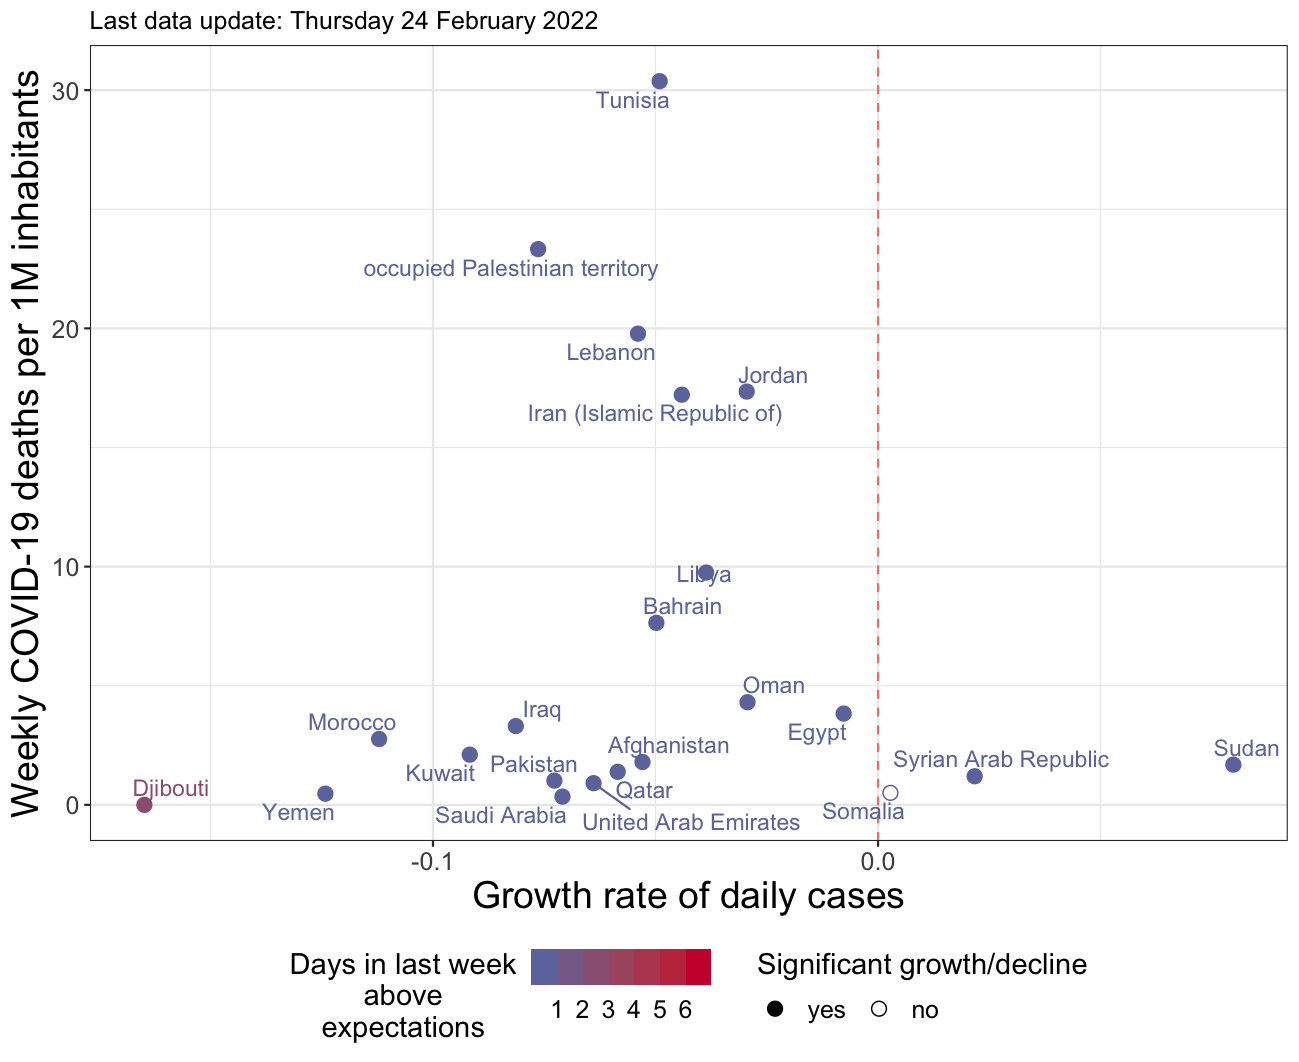 Last data update: Thursday 24 February 2022
Weekly COVID-19 deaths per 1M inhabitants
30
20
10
0
Tunisia
occupied Palestinian territory
Lebanon
Jordan
Iran (Islamic Republic of)
Libya
Bahrain
Oman
Iraq
Morocco
Egypt
Afghanistan
Sudan
Syrian Arab Republic
Pakistan
Kuwait
Djibouti
Qatar
Yemen
Somalia
Saudi Arabia
United Arab Emirates
-0.1
0.0
Growth rate of daily cases
Days in last week
above
expectations
1 2 3 4 5 6
Significant growth/decline
yes
no